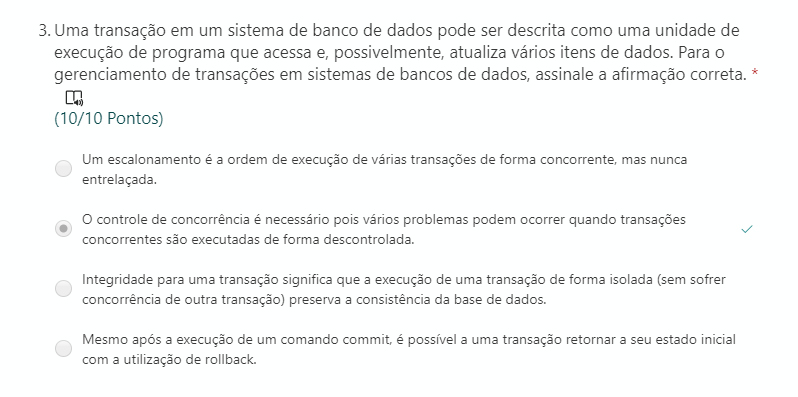 3. Uma transação em um sistema de banco de dados pode ser descrita como uma unidade de
execução de programa que acessa e, possivelmente, atualiza vários itens de dados. Para o
gerenciamento de transações em sistemas de bancos de dados, assinale a afirmação correta. *
(10/10 Pontos)
Um escalonamento é a ordem de execução de várias transações de forma concorrente, mas nunca
entrelaçada.
O controle de concorrência é necessário pois vários problemas podem ocorrer quando transações
concorrentes são executadas de forma descontrolada.
Integridade para uma transação significa que a execução de uma transação de forma isolada (sem sofrer
concorrência de outra transação) preserva a consistência da base de dados.
Mesmo após a execução de um comando commit, é possível a uma transação retornar a seu estado inicial
com a utilização de rollback.